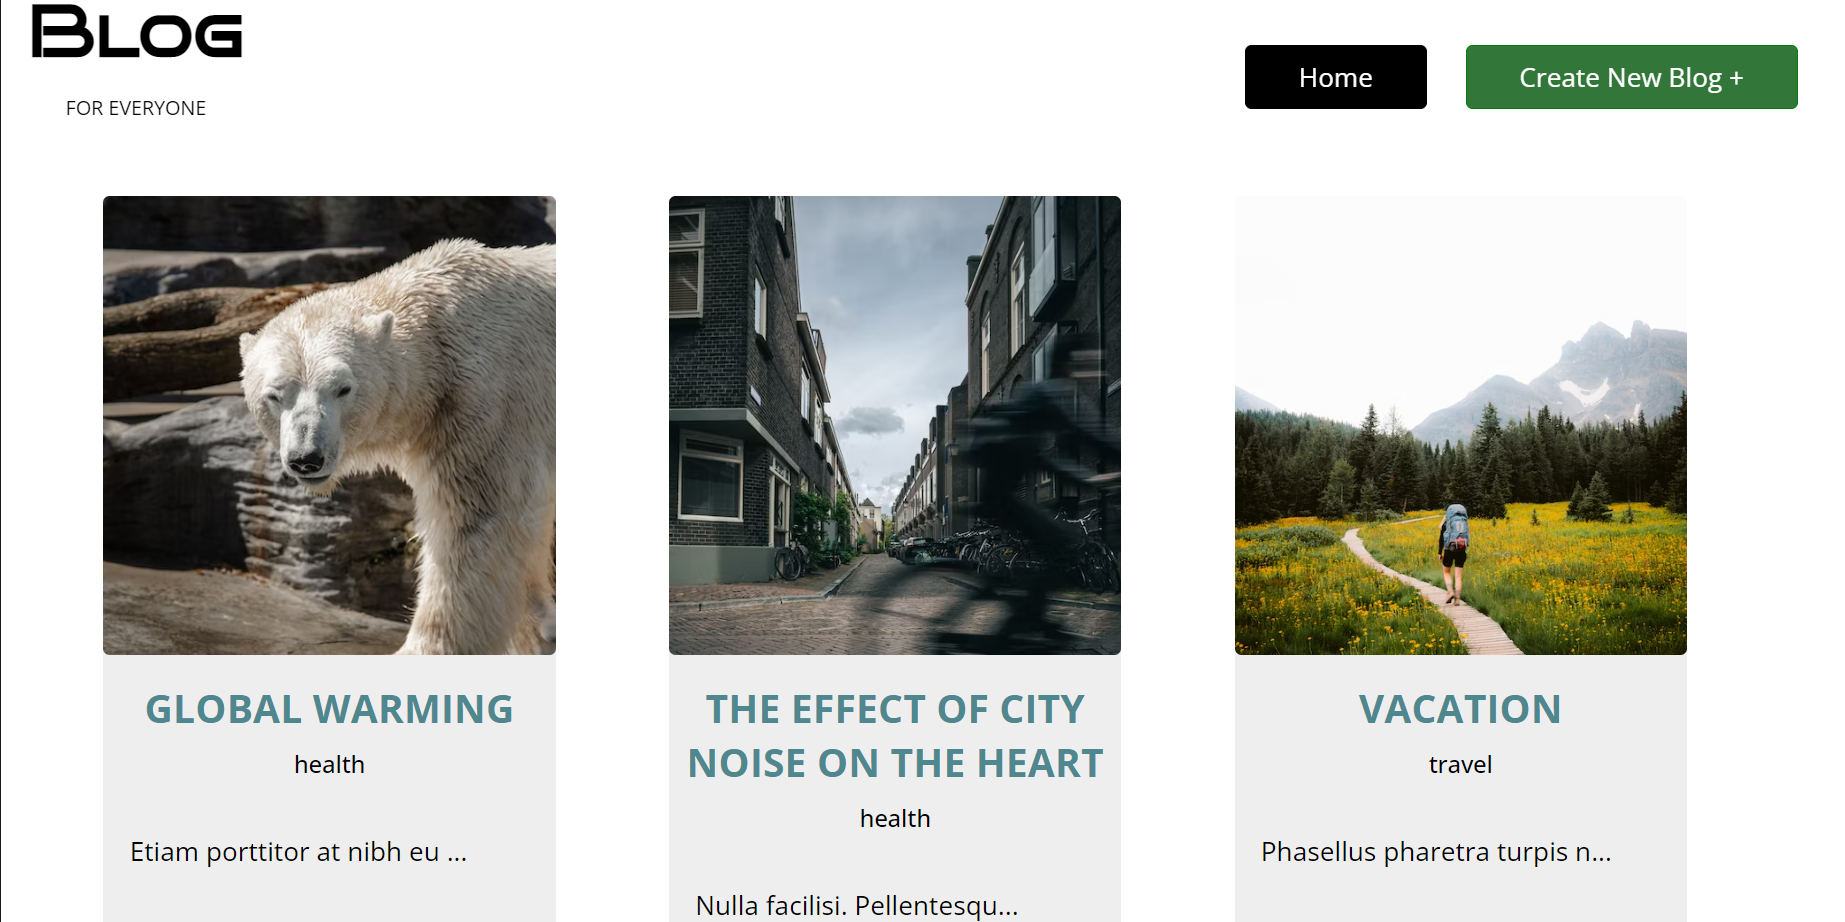 Blog
FOR EVERYONE
Home
Create New Blog +
GLOBAL WARMING
health
Etiam porttitor at nibh eu ...
THE EFFECT OF CITY
NOISE ON THE HEART
health
Nulla facilisi. Pellentesqu...
VACATION
travel
Phasellus pharetra turpis n...